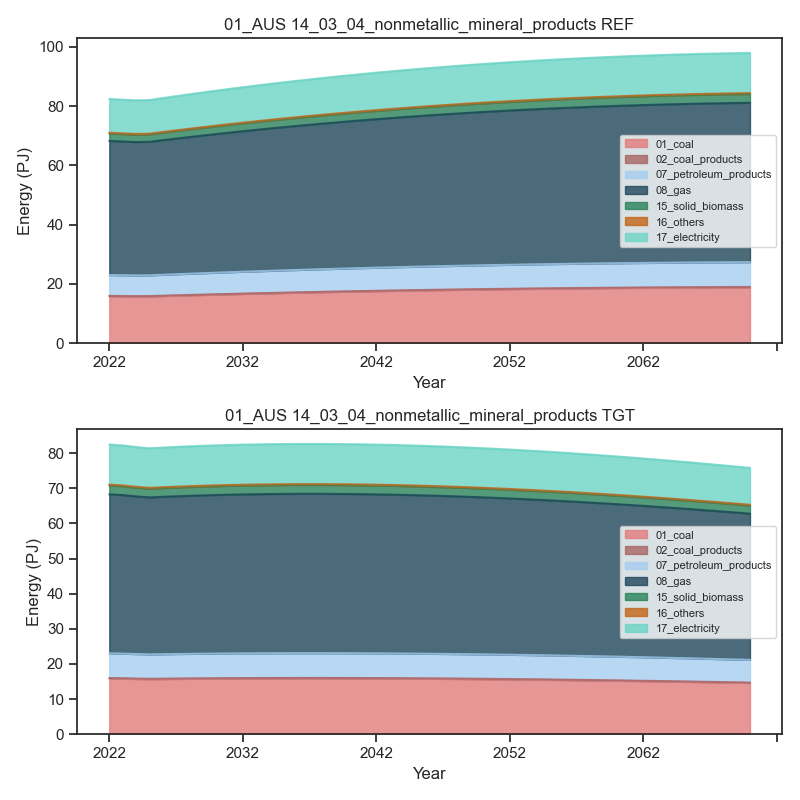 01_AUS 14_03_04_nonmetallic_mineral_products REF
100
80
60
40
20
0
Energy (PJ)
01_coal
02_coal_products
07_petroleum_products
08_gas
15_solid_biomass
16_others
17_electricity
2022 2032 2042 2052 2062
Year
01_AUS 14_03_04_nonmetallic_mineral_products TGT
80
70
60
50
40
30
20
10
0
Energy (PJ)
01_coal
02_coal_products
07_petroleum_products
08_gas
15_solid_biomass
16_others
17_electricity
2022 2032 2042 2052 2062
Year